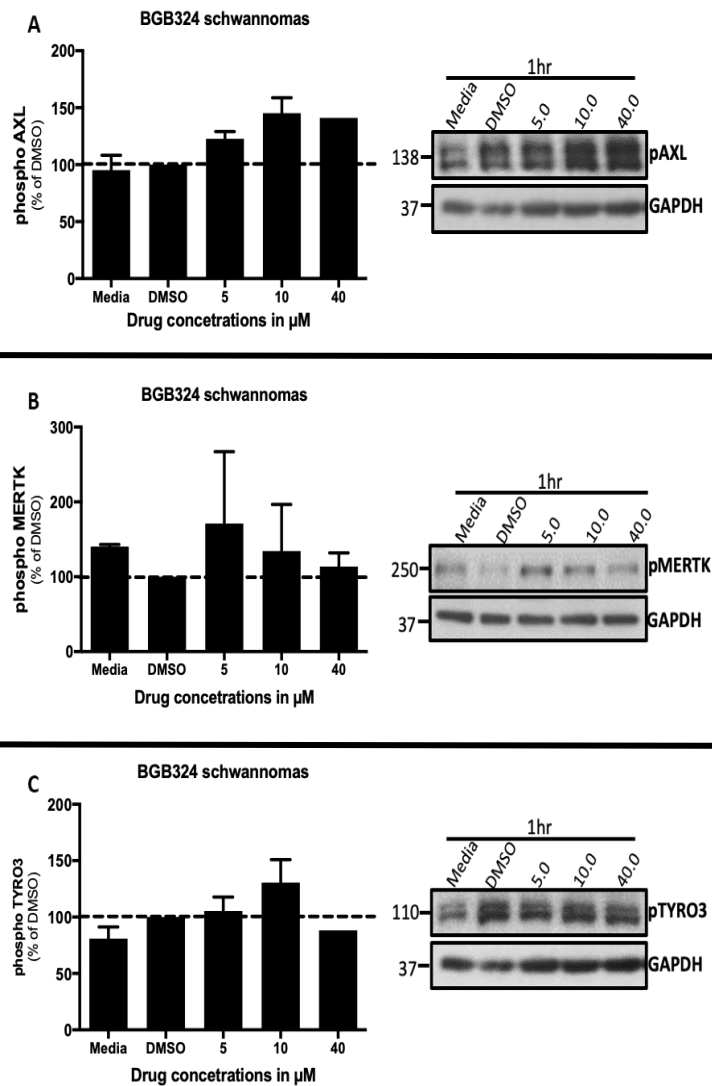 A
BGB324 schwannomas
phospho AXL
(% of DMSO)
200
150
100
50
0
Media DMSO 5 10 40
Drug concetrations in µM
1hr
Media DMSO 5.0 10.0 40.0
138 pAXL
37 GAPDH
B
BGB324 schwannomas
phospho MERTK
(% of DMSO)
300
200
100
0
Media DMSO 5 10 40
Drug concetrations in µM
1hr
Media DMSO 5.0 10.0 40.0
250 pMERTK
37 GAPDH
C
BGB324 schwannomas
phospho TYRO3
(% of DMSO)
200
150
100
50
0
Media DMSO 5 10 40
Drug concetrations in µM
1hr
Media DMSO 5.0 10.0 40.0
110 pTYRO3
37 GAPDH